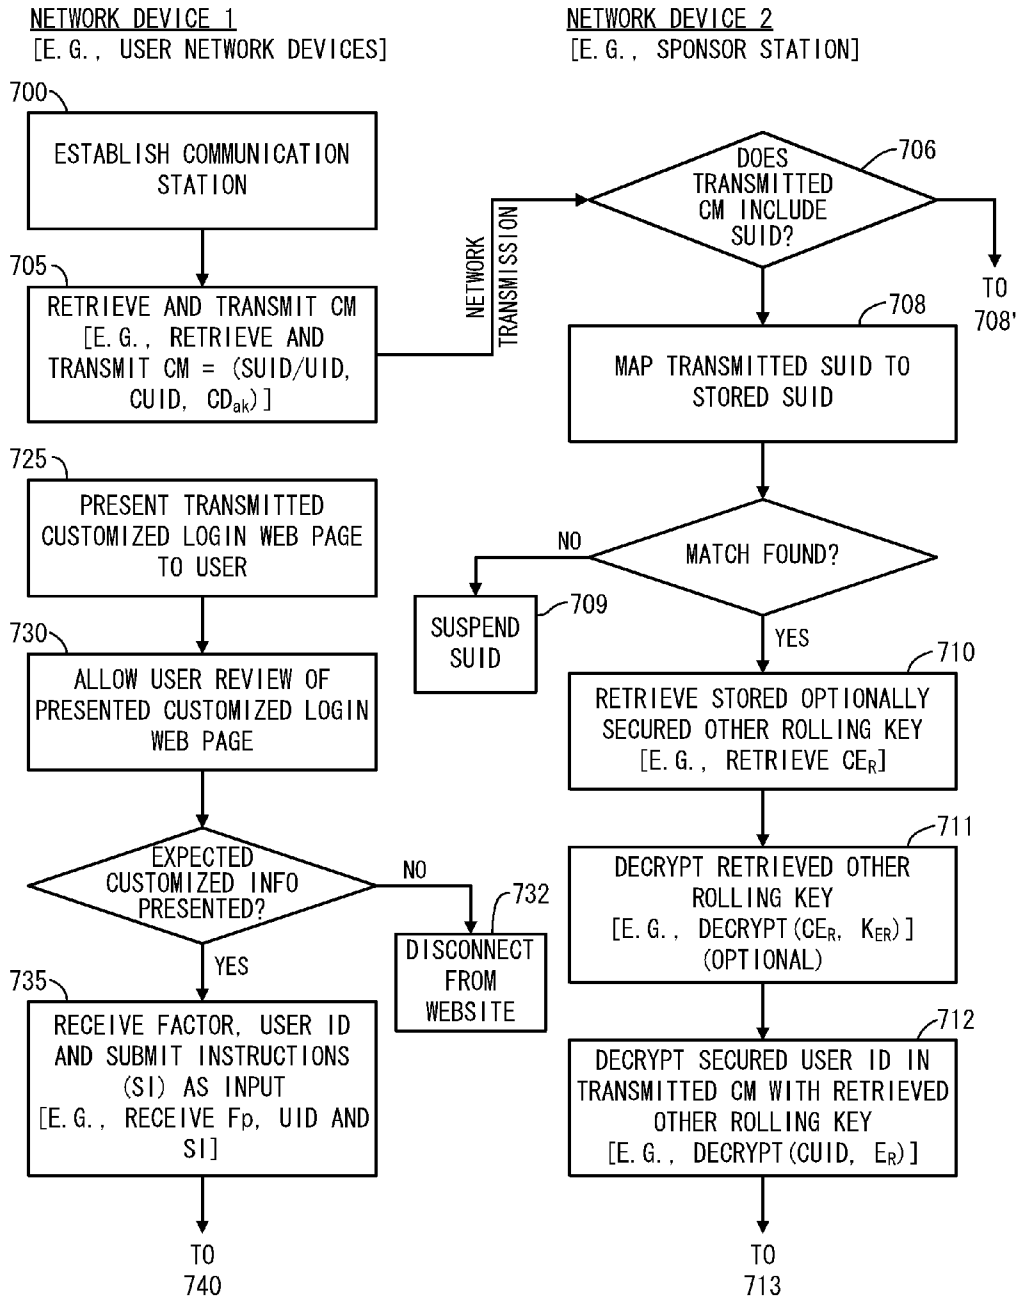 NETWORK DEVICE 1
[E.G., USER NETWORK DEVICES]
700
ESTABLISH COMMUNICATION
STATION
705
RETRIEVE AND TRANSMIT CM
[E.G., RETRIEVE AND
TRANSMIT CM = (SUID/UID,
CUID, CDak)]
NETWORK
TRANSMISSION
725
PRESENT TRANSMITTED
CUSTOMIZED LOGIN WEB PAGE
TO USER
730
ALLOW USER REVIEW OF
PRESENTED CUSTOMIZED LOGIN
WEB PAGE
EXPECTED
CUSTOMIZED INFO
PRESENTED?
NO
732
DISCONNECT
FROM
WEBSITE
YES
735
RECEIVE FACTOR, USER ID
AND SUBMIT INSTRUCTIONS
(SI) AS INPUT
[E.G., RECEIVE Fp, UID AND
SI]
TO
740
NETWORK DEVICE 2
[E.G., SPONSOR STATION]
706
DOES
TRANSMITTED
CM INCLUDE
SUID?
TO
708'
708
MAP TRANSMITTED SUID TO
STORED SUID
MATCH FOUND?
NO
709
SUSPEND
SUID
YES
710
RETRIEVE STORED OPTIONALLY
SECURED OTHER ROLLING KEY
[E.G., RETRIEVE CER]
711
DECRYPT RETRIEVED OTHER
ROLLING KEY
[E.G., DECRYPT(CER, KER)]
(OPTIONAL)
712
DECRYPT SECURED USER ID IN
TRANSMITTED CM WITH RETRIEVED
OTHER ROLLING KEY
[E.G., DECRYPT(CUID, ER)]
TO
713